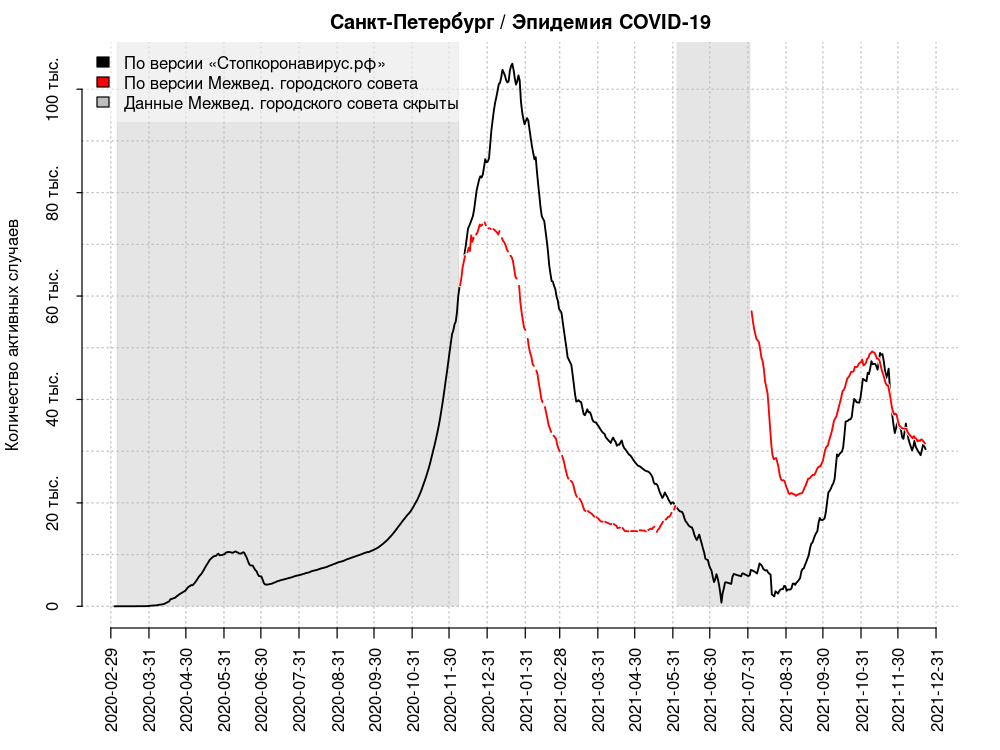 Санкт-Петербург / Эпидемия COVID-19
По версии «Стопкоронавирус.рф»
По версии Межвед. городского совета
Данные Межвед. городского совета скрыты
Количество активных случаев
100 тыс.
80 тыс.
60 тыс.
40 тыс.
20 тыс.
0
2020-02-29
2020-03-31
2020-04-30
2020-05-31
2020-06-30
2020-07-31
2020-08-31
2020-09-30
2020-10-31
2020-11-30
2020-12-31
2021-01-31
2021-02-28
2021-03-31
2021-04-30
2021-05-31
2021-06-30
2021-07-31
2021-08-31
2021-09-30
2021-10-31
2021-11-30
2021-12-31